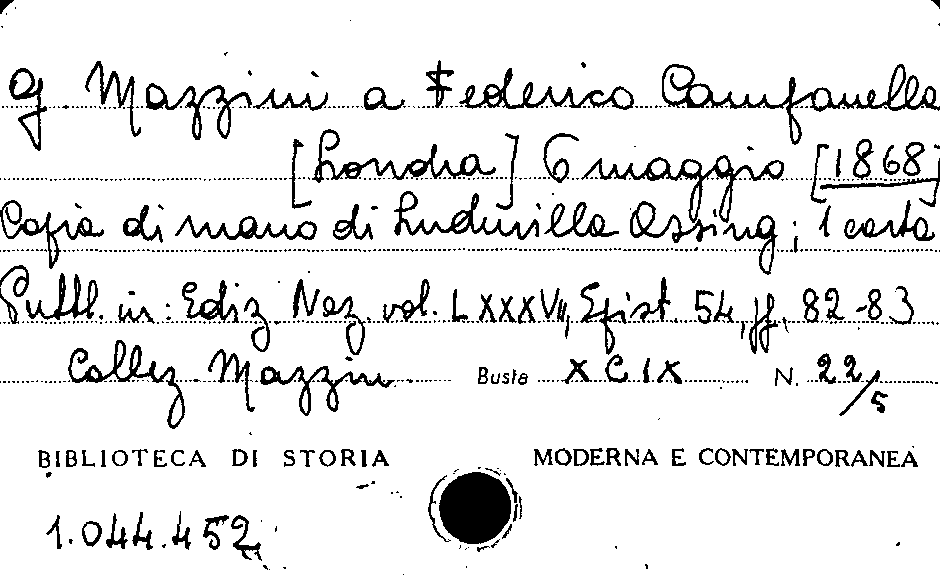 G. Mazzini a Federico Campanella
[Londra] 6 maggio [1868]
Copia di mano di Ludmilla Assing; 1 carta
Pubbl. in: Ediz. Naz. vol. LXXXVII, Epist. 54, pp. 82-83
Collez. Mazzini Busta XCIX N. 22/5
BIBLIOTECA DI STORIA MODERNA E CONTEMPORANEA
1.044.452